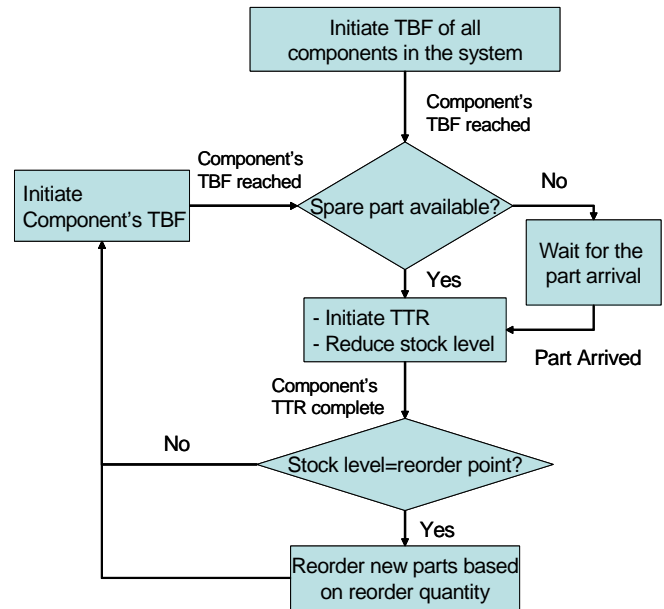 Initiate TBF of all
components in the system
Component's
TBF reached
Component's
TBF reached
Initiate
Component's TBF
Spare part available?
No
Wait for the
part arrival
Yes
- Initiate TTR
- Reduce stock level
Part Arrived
Component's
TTR complete
No
Stock level=reorder point?
Yes
Reorder new parts based
on reorder quantity